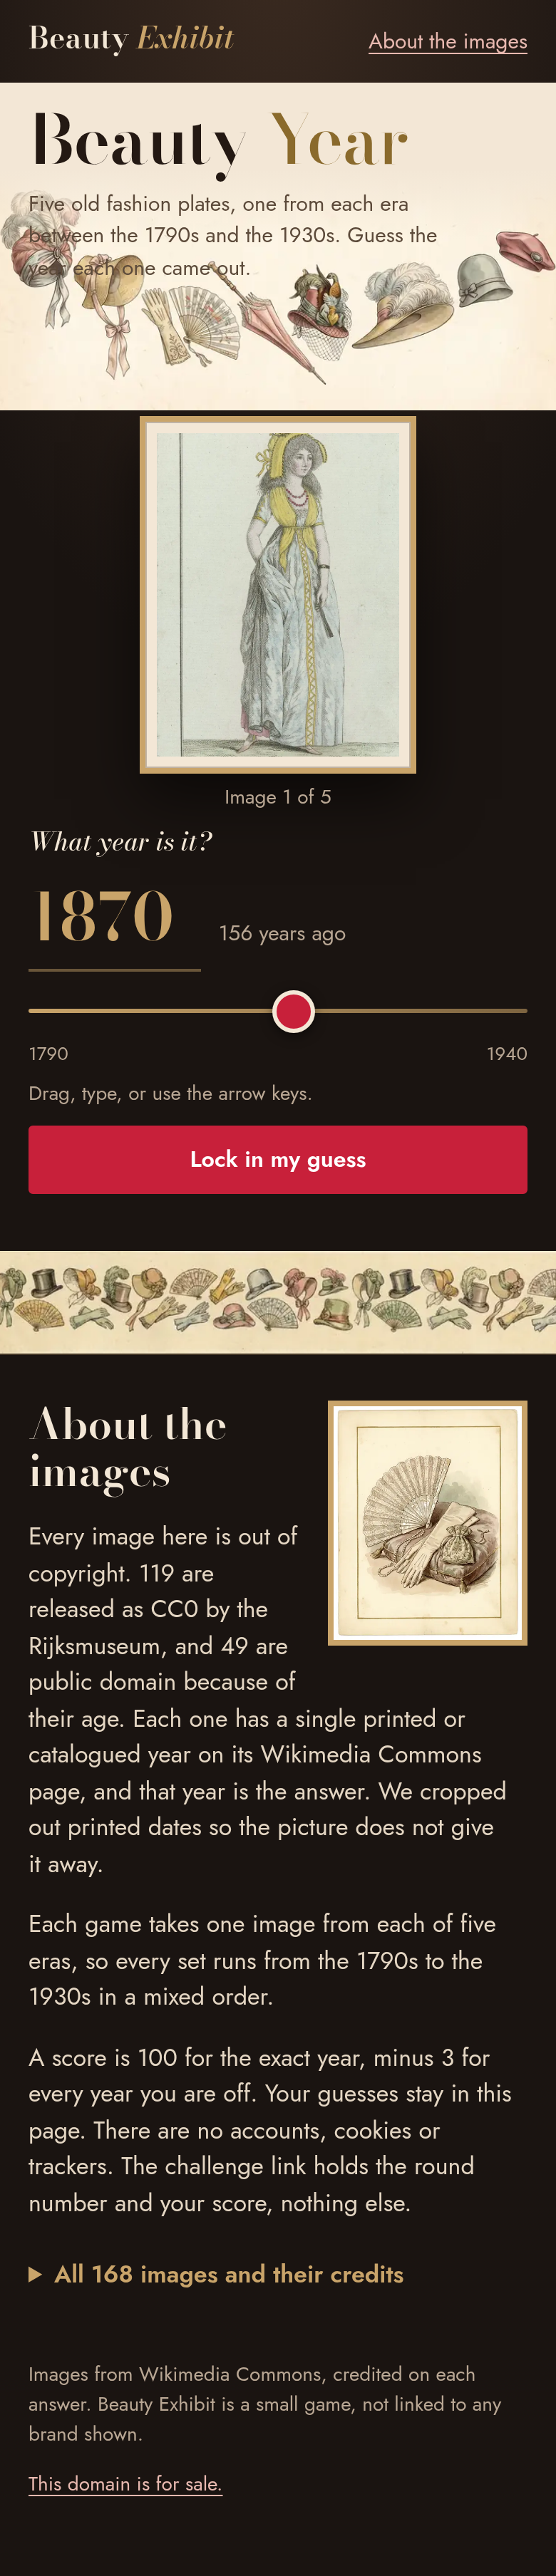 Beauty Exhibit
About the images
Beauty Year
Five old fashion plates, one from each era
between the 1790s and the 1930s. Guess the
year each one came out.
Image 1 of 5
What year is it?
1870
156 years ago
1790
1940
Drag, type, or use the arrow keys.
Lock in my guess
About the
images
Every image here is out of
copyright. 119 are
released as CC0 by the
Rijksmuseum, and 49 are
public domain because of
their age. Each one has a single printed or
catalogued year on its Wikimedia Commons
page, and that year is the answer. We cropped
out printed dates so the picture does not give
it away.
Each game takes one image from each of five
eras, so every set runs from the 1790s to the
1930s in a mixed order.
A score is 100 for the exact year, minus 3 for
every year you are off. Your guesses stay in this
page. There are no accounts, cookies or
trackers. The challenge link holds the round
number and your score, nothing else.
All 168 images and their credits
Images from Wikimedia Commons, credited on each
answer. Beauty Exhibit is a small game, not linked to any
brand shown.
This domain is for sale.